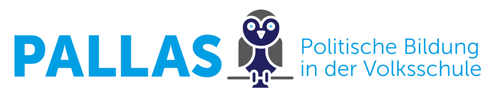 PALLAS
Politische Bildung
in der Volksschule